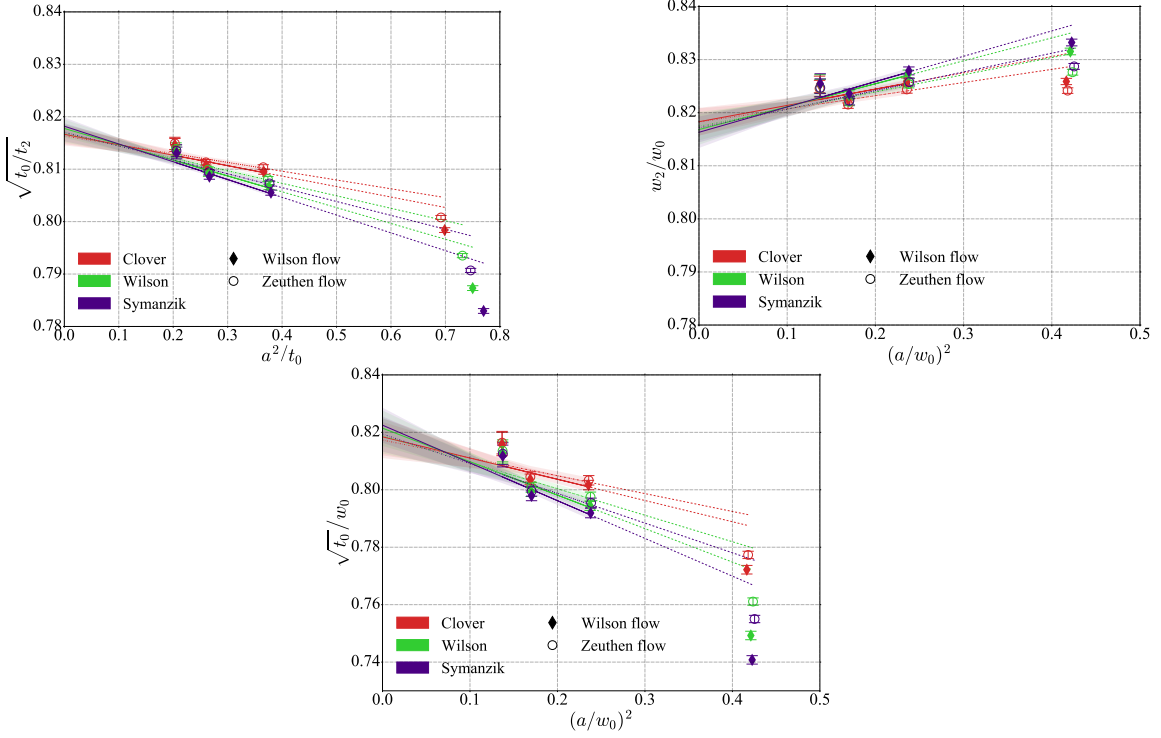 0.84
0.83
0.82
0.81
0.80
0.79
0.78
√t₀/t₂
Clover
Wilson
Symanzik
Wilson flow
Zeuthen flow
0.0 0.1 0.2 0.3 0.4 0.5 0.6 0.7 0.8
a²/t₀
0.84
0.83
0.82
0.81
0.80
0.79
0.78
w₂/w₀
Clover
Wilson
Symanzik
Wilson flow
Zeuthen flow
0.0 0.1 0.2 0.3 0.4 0.5
(a/w₀)²
0.84
0.82
0.80
0.78
0.76
0.74
√t₀/w₀
Clover
Wilson
Symanzik
Wilson flow
Zeuthen flow
0.0 0.1 0.2 0.3 0.4 0.5
(a/w₀)²